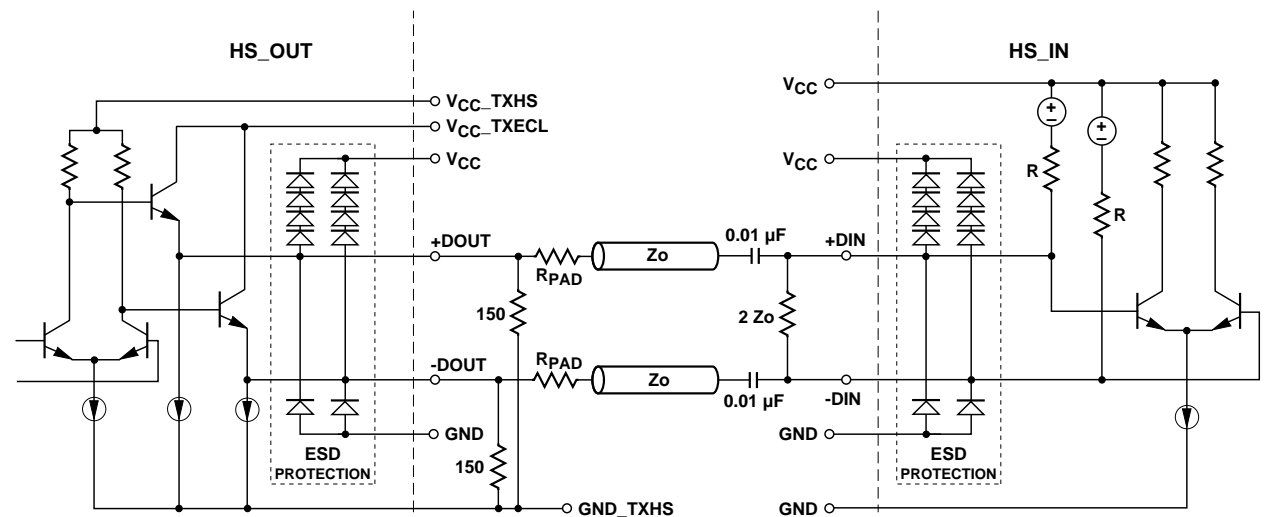 HS_OUT
HS_IN
VCC_TXHS
VCC_TXECL
VCC
VCC
VCC
+DOUT
RPAD
Zo
0.01 µF
+DIN
150
2 Zo
R
R
-DOUT
RPAD
Zo
0.01 µF
-DIN
GND
150
GND
ESD
PROTECTION
ESD
PROTECTION
GND_TXHS
GND
+
−
+
−